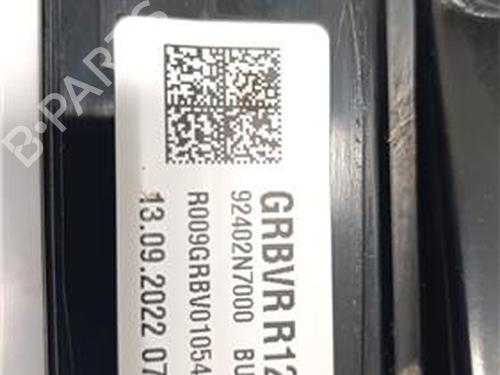 GRBVR R12
92402N7000 BU
R009GRBV01054
13.09.2022 07
B-PARTS